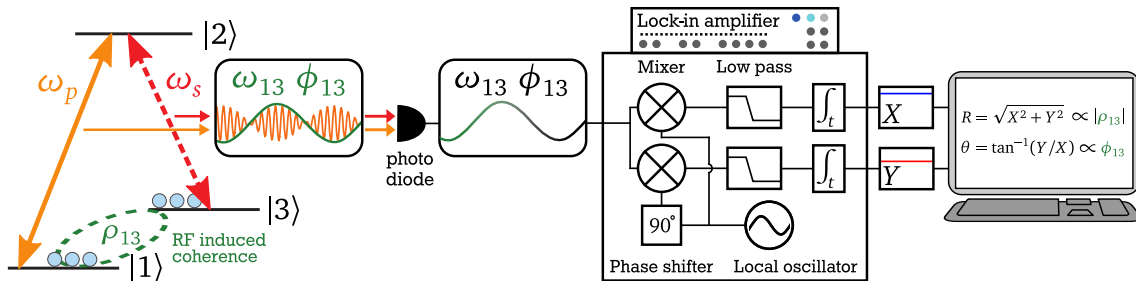 |2⟩
ω_p
ω_s
|3⟩
ρ_13
RF induced
coherence
|1⟩
ω_13 ϕ_13
photo
diode
ω_13 ϕ_13
Lock-in amplifier
Mixer
Low pass
∫_t
∫_t
90°
Phase shifter
Local oscillator
X
Y
R = √(X² + Y²) ∝ |ρ_13|
θ = tan⁻¹(Y/X) ∝ ϕ_13